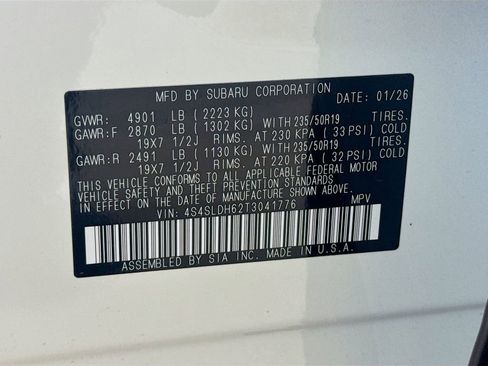 MFD BY SUBARU CORPORATION DATE: 01/26
GVWR: 4901 LB (2223 KG)
GAWR:F 2870 LB (1302 KG) WITH 235/50R19 TIRES.
19X7 1/2J RIMS. AT 230 KPA (33 PSI) COLD
GAWR:R 2491 LB (1130 KG) WITH 235/50R19 TIRES.
19X7 1/2J RIMS. AT 220 KPA (32 PSI) COLD
THIS VEHICLE CONFORMS TO ALL APPLICABLE FEDERAL MOTOR
VEHICLE SAFETY AND THEFT PREVENTION STANDARDS
IN EFFECT ON THE DATE OF MANUFACTURE SHOWN ABOVE.
VIN: 4S4SLDH62T3041776 MPV
ASSEMBLED BY SIA INC. MADE IN U.S.A.